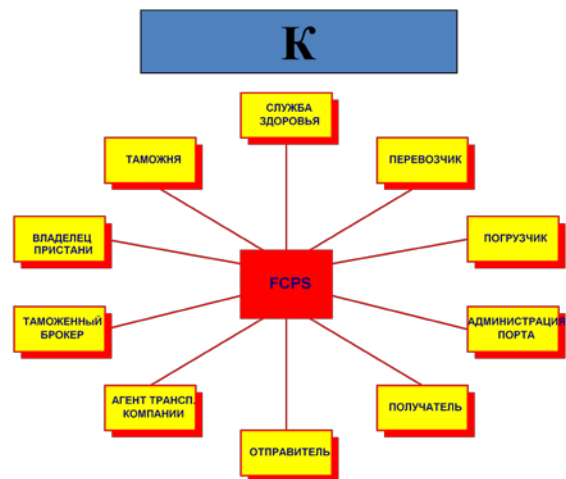 К
СЛУЖБА
ЗДОРОВЬЯ
ТАМОЖНЯ
ПЕРЕВОЗЧИК
ВЛАДЕЛЕЦ
ПРИСТАНИ
ПОГРУЗЧИК
FCPS
ТАМОЖЕННЫЙ
БРОКЕР
АДМИНИСТРАЦИЯ
ПОРТА
АГЕНТ ТРАНСП.
КОМПАНИИ
ПОЛУЧАТЕЛЬ
ОТПРАВИТЕЛЬ